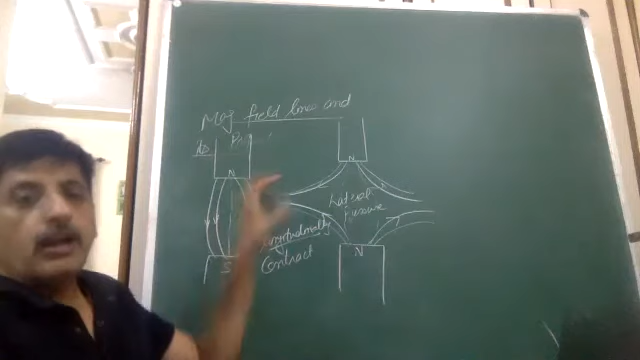 Mag field lines and
N
N
Lateral
Pressure
Longitudinally
N
S
Contract